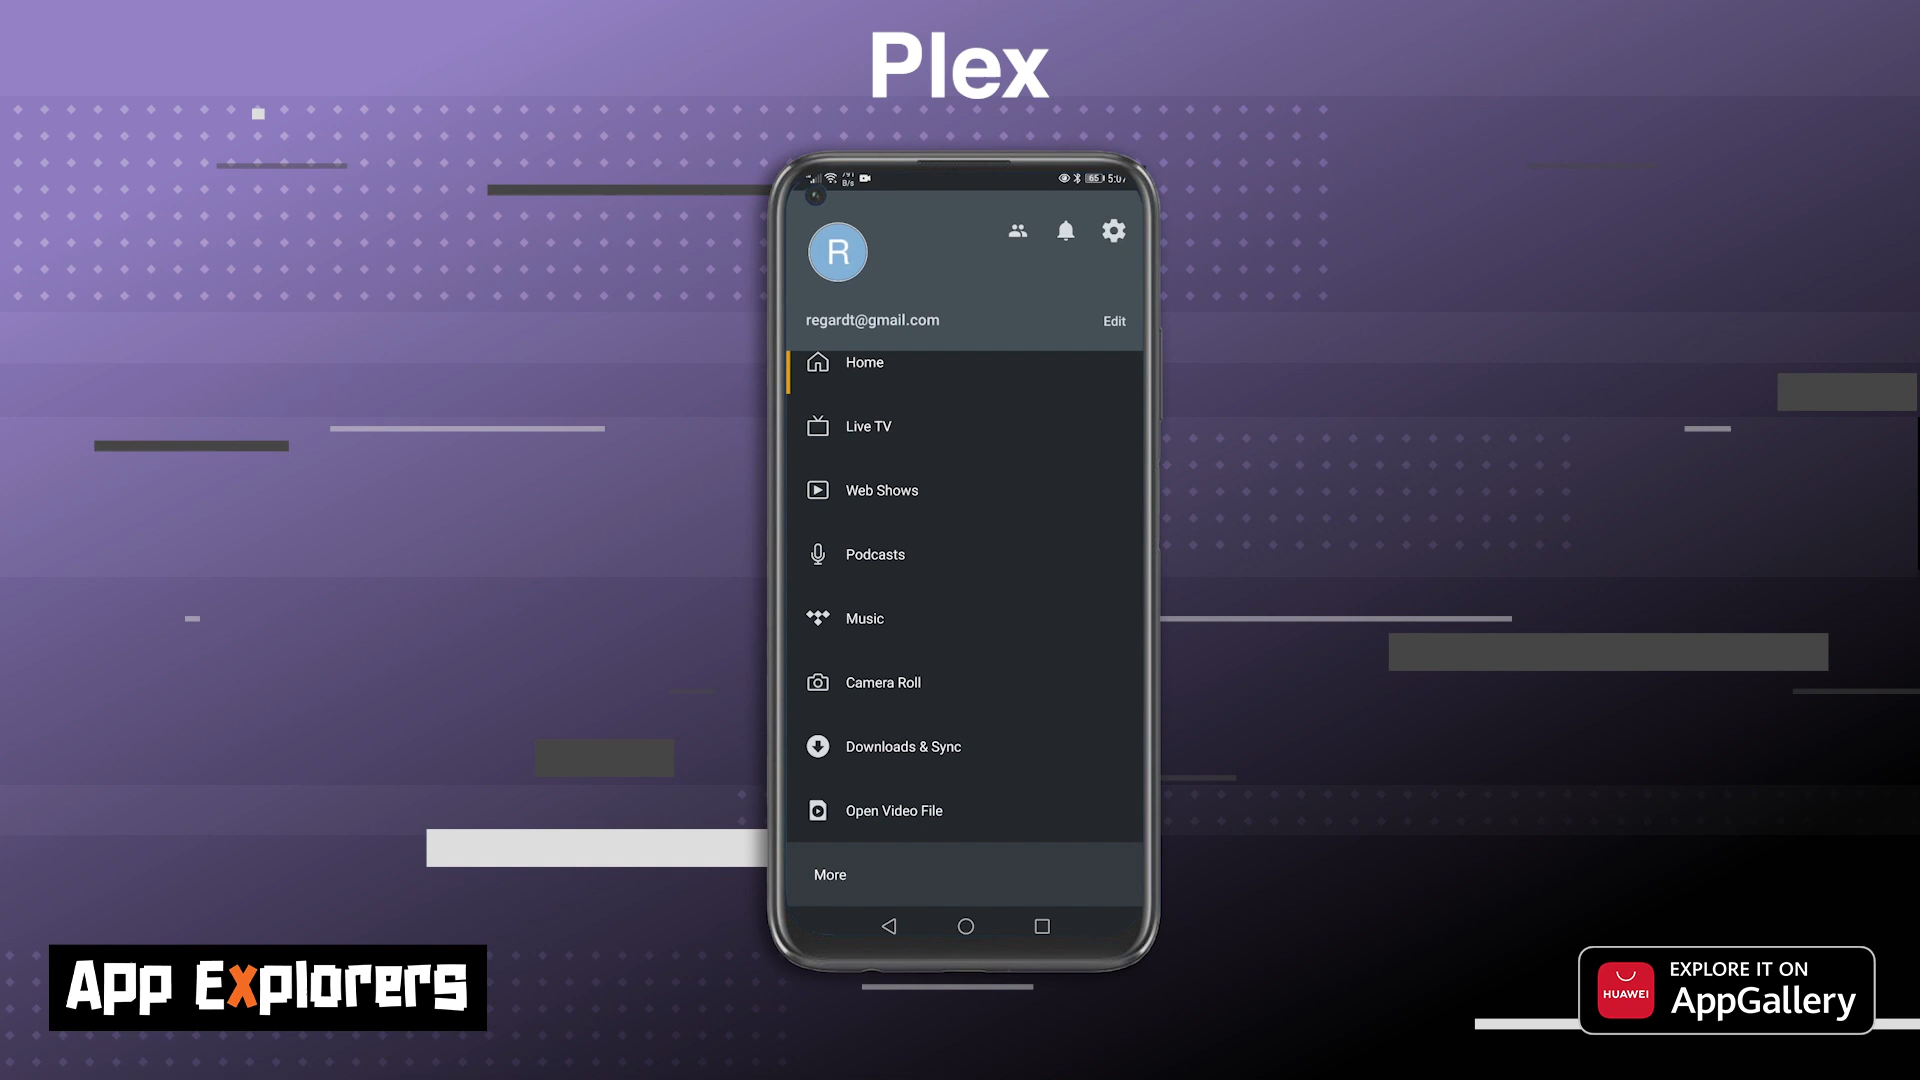 Plex
B/s
65
R
regardt@gmail.com
Edit
Home
Live TV
Web Shows
Podcasts
Music
Camera Roll
Downloads & Sync
Open Video File
More
App Explorers
HUAWEI
EXPLORE IT ON
AppGallery